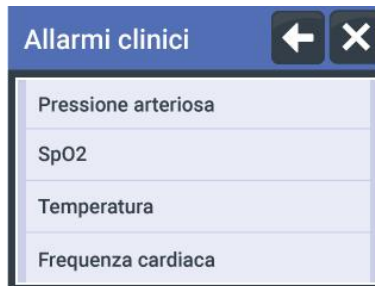 Allarmi clinici
Pressione arteriosa
SpO2
Temperatura
Frequenza cardiaca